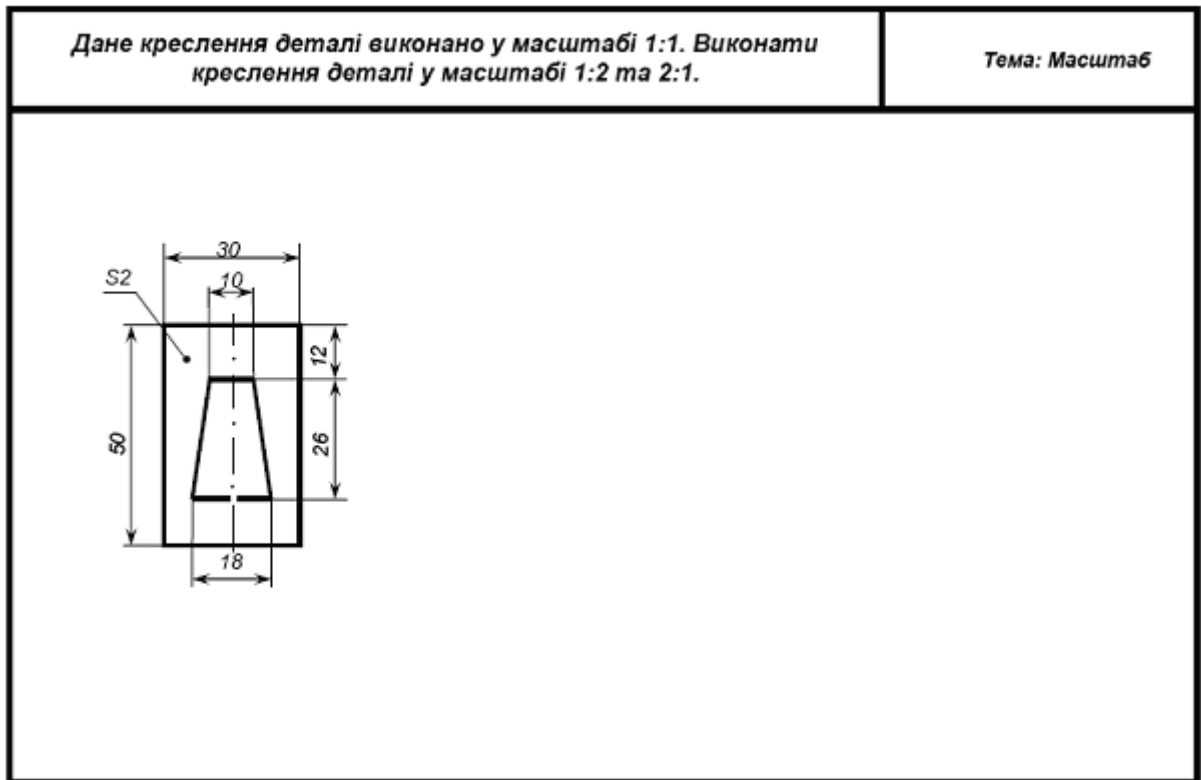 Дане креслення деталі виконано у масштабі 1:1. Виконати
креслення деталі у масштабі 1:2 та 2:1.
Тема: Масштаб
30
S2
10
12
50
26
18